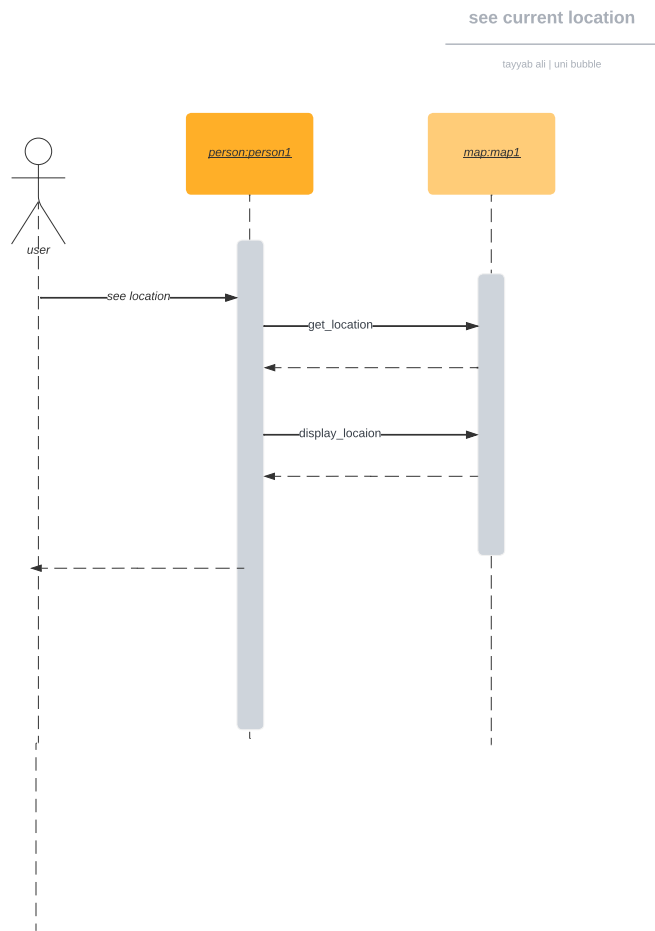 see current location
tayyab ali | uni bubble
person:person1
map:map1
user
see location
get_location
display_locaion